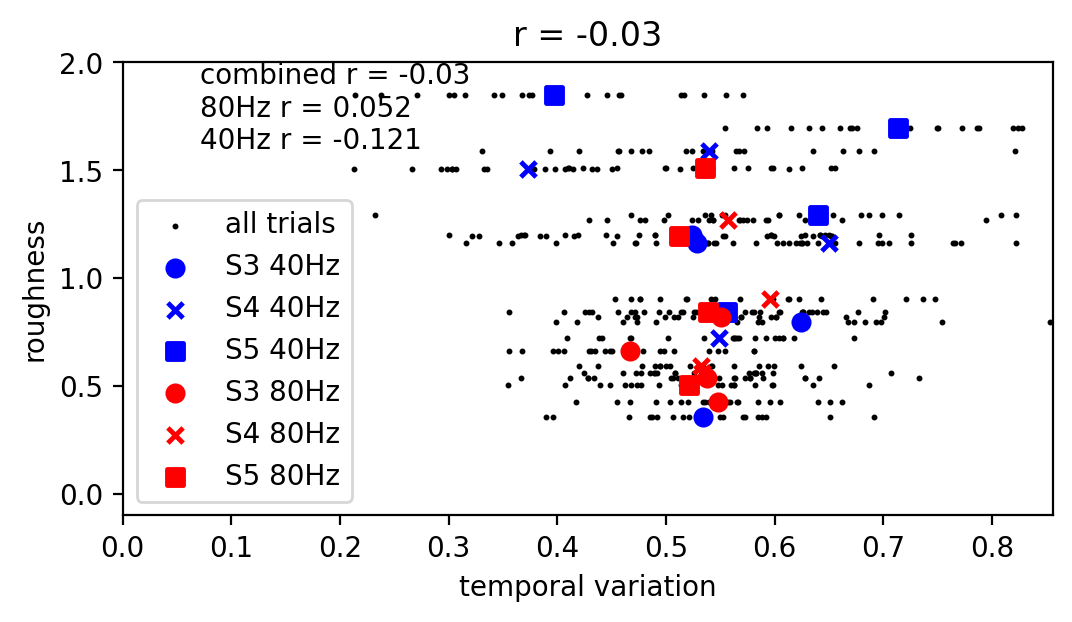 r = -0.03
combined r = -0.03
80Hz r = 0.052
40Hz r = -0.121
2.0
1.5
1.0
0.5
0.0
roughness
all trials
S3 40Hz
S4 40Hz
S5 40Hz
S3 80Hz
S4 80Hz
S5 80Hz
0.0 0.1 0.2 0.3 0.4 0.5 0.6 0.7 0.8
temporal variation